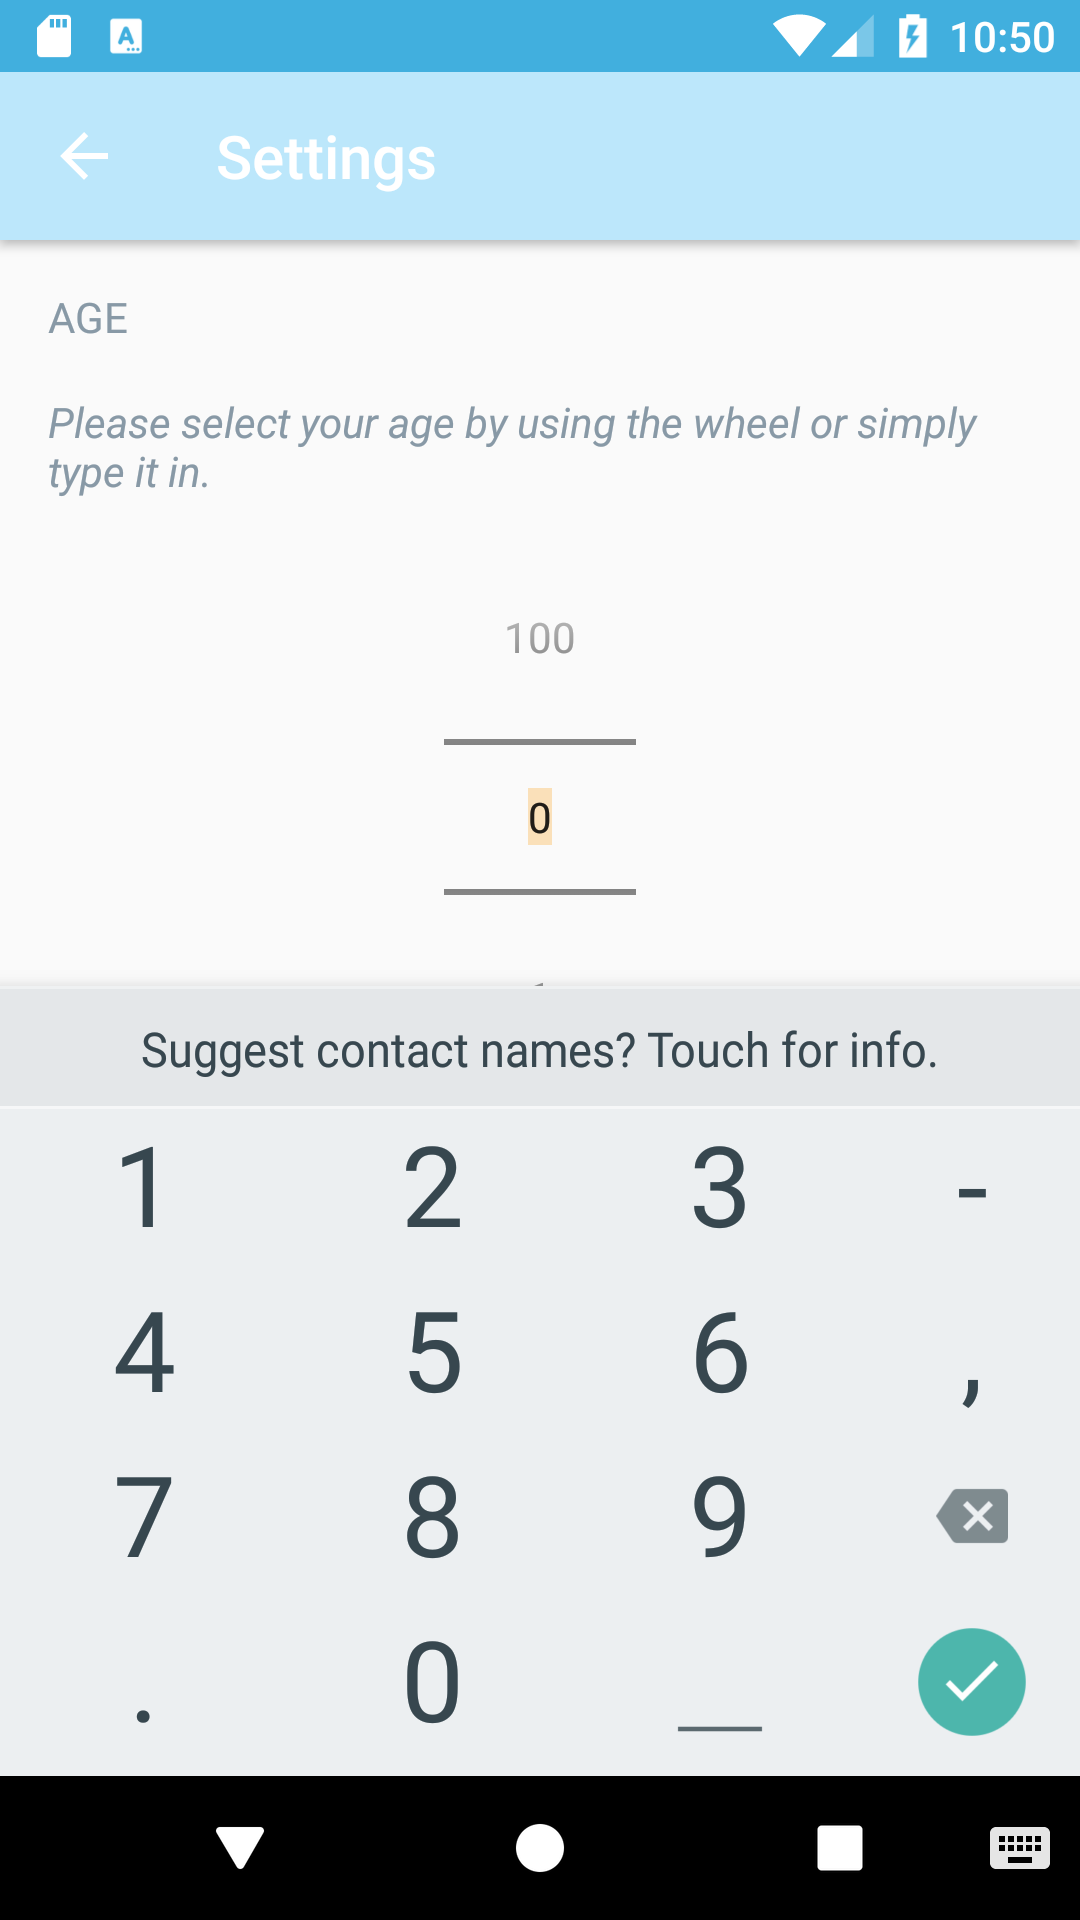 10:50
Settings
AGE
Please select your age by using the wheel or simply
type it in.
100
0
Suggest contact names? Touch for info.
1 2 3 -
4 5 6 ,
7 8 9
. 0 _